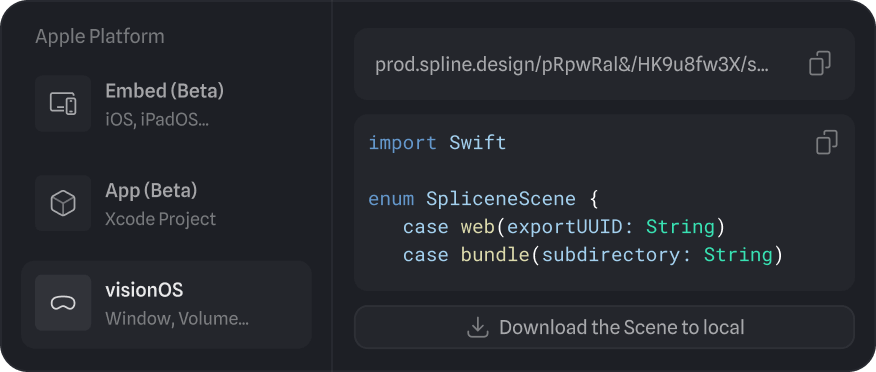 Apple Platform
Embed (Beta)
iOS, iPadOS...
App (Beta)
Xcode Project
visionOS
Window, Volume...
prod.spline.design/pRpwRaI&/HK9u8fw3X/s...
import Swift
enum SpliceneScene {
case web(exportUUID: String)
case bundle(subdirectory: String)
Download the Scene to local